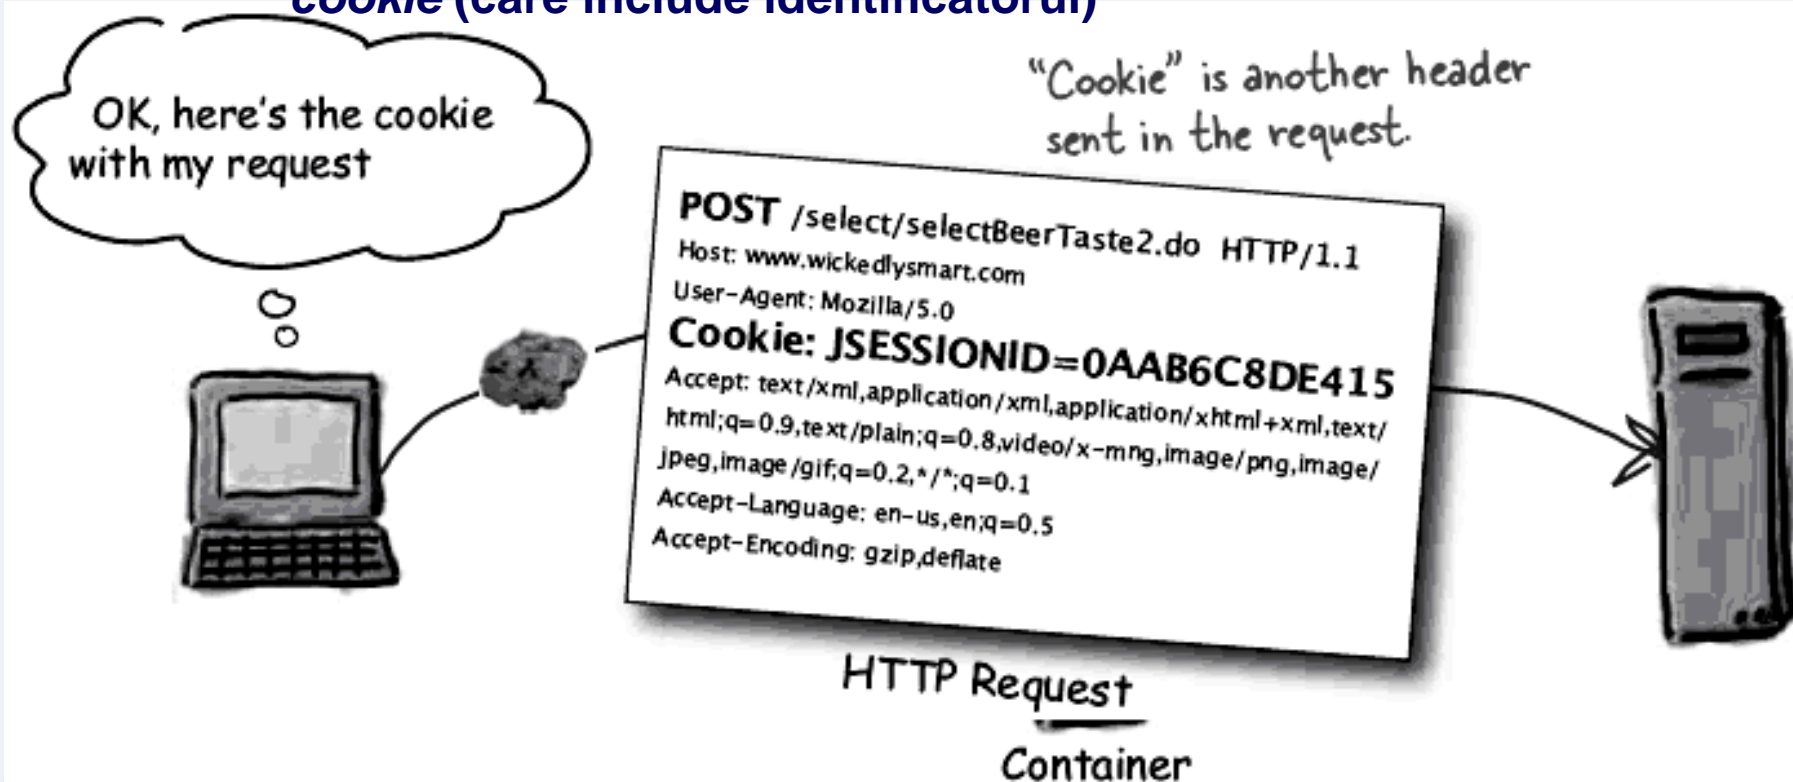 cookie (care include identificatorul)
OK, here's the cookie
with my request
"Cookie" is another header
sent in the request.
POST /select/selectBeerTaste2.do HTTP/1.1
Host: www.wickedlysmart.com
User-Agent: Mozilla/5.0
Cookie: JSESSIONID=0AAB6C8DE415
Accept: text/xml,application/xml,application/xhtml+xml,text/
html;q=0.9,text/plain;q=0.8,video/x-mng,image/png,image/
jpeg,image/gif;q=0.2,*/*;q=0.1
Accept-Language: en-us,en;q=0.5
Accept-Encoding: gzip,deflate
HTTP Request
Container